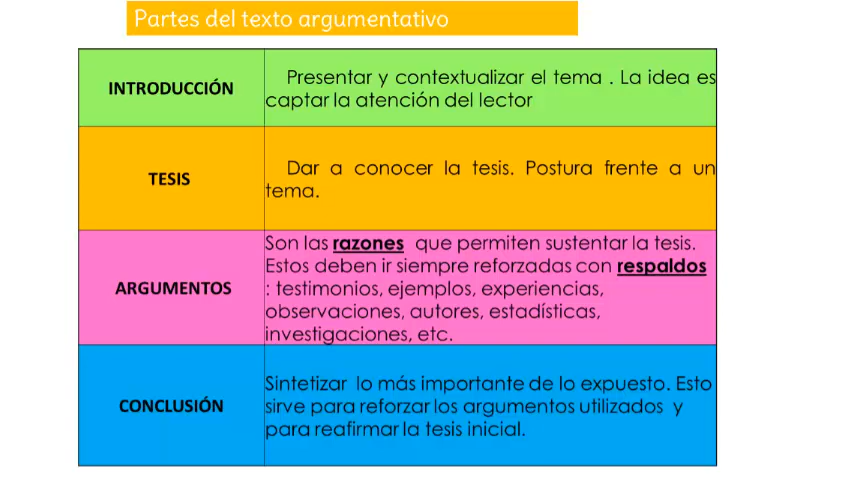 Partes del texto argumentativo
INTRODUCCIÓN
Presentar y contextualizar el tema . La idea es
captar la atención del lector
TESIS
Dar a conocer la tesis. Postura frente a un
tema.
ARGUMENTOS
Son las razones que permiten sustentar la tesis.
Estos deben ir siempre reforzadas con respaldos
: testimonios, ejemplos, experiencias,
observaciones, autores, estadísticas,
investigaciones, etc.
CONCLUSIÓN
Sintetizar lo más importante de lo expuesto. Esto
sirve para reforzar los argumentos utilizados y
para reafirmar la tesis inicial.